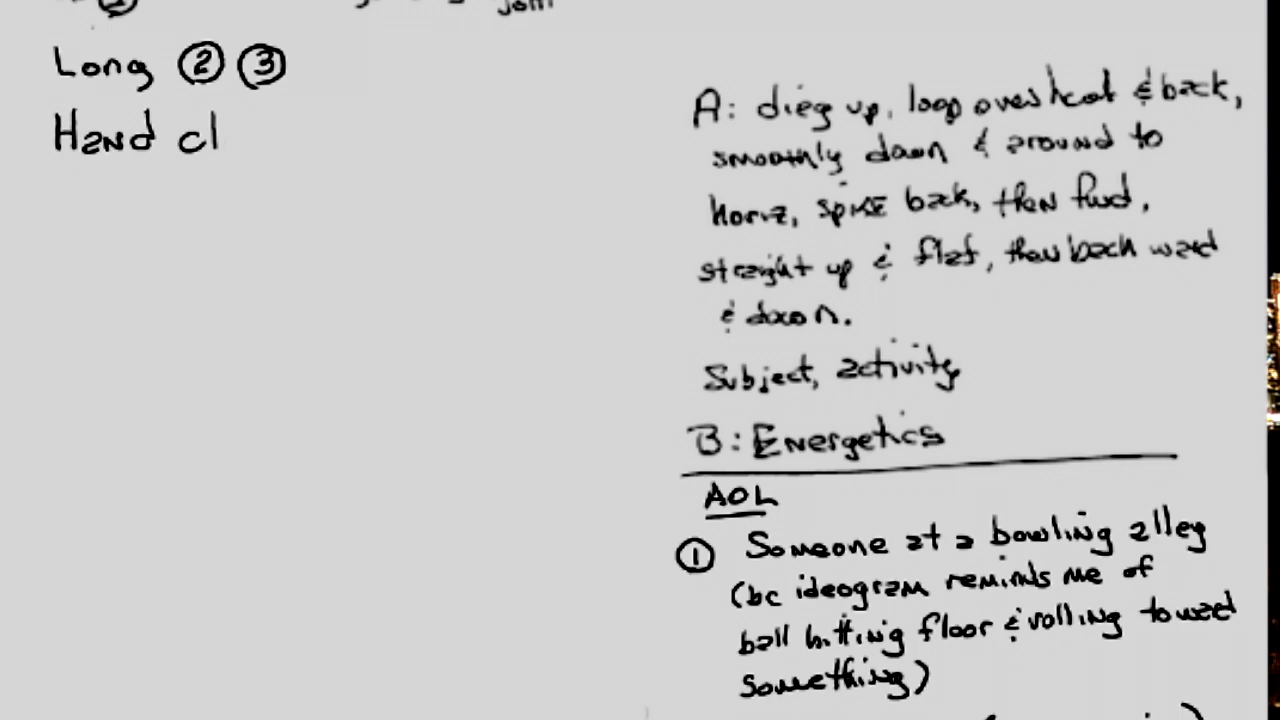 Long ② ③
Hand cl
A: diag up, loop overhead & back,
smoothly down & around to
horiz, spike back, then fwd,
straight up & flat, then backward
& down.
Subject, activity
B: Energetics
AOL
① Someone at a bowling alley
(bc ideogram reminds me of
ball hitting floor & rolling toward
something)